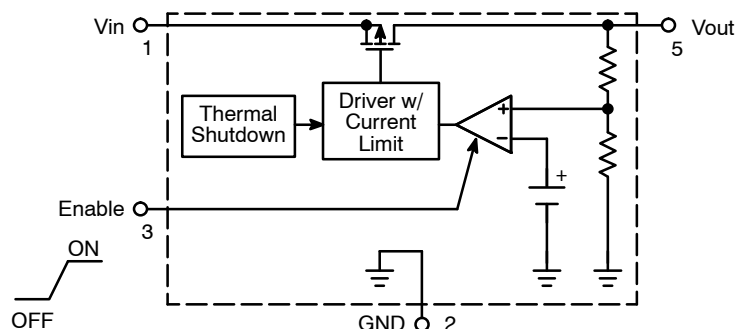 Vin
1
5
Vout
Thermal
Shutdown
Driver w/
Current
Limit
+
−
+
Enable
3
ON
OFF
GND 2